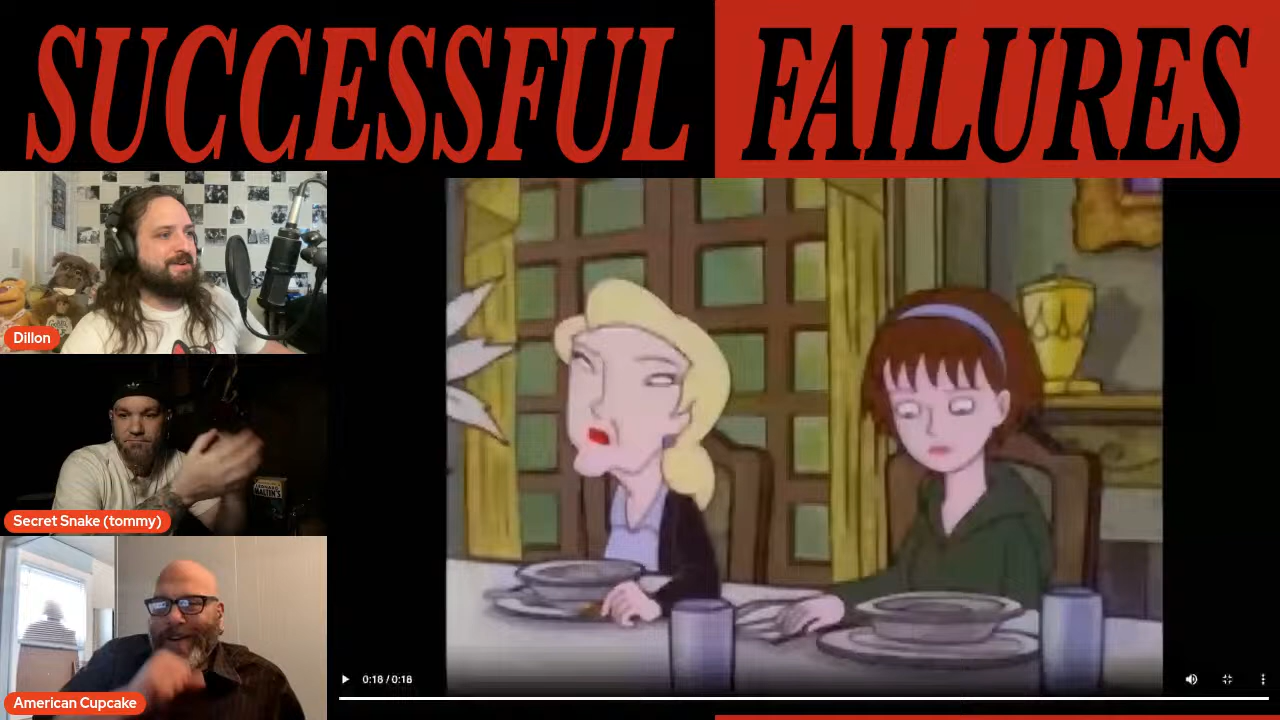 SUCCESSFUL FAILURES
Dillon
Secret Snake (tommy)
American Cupcake
0:18 / 0:18